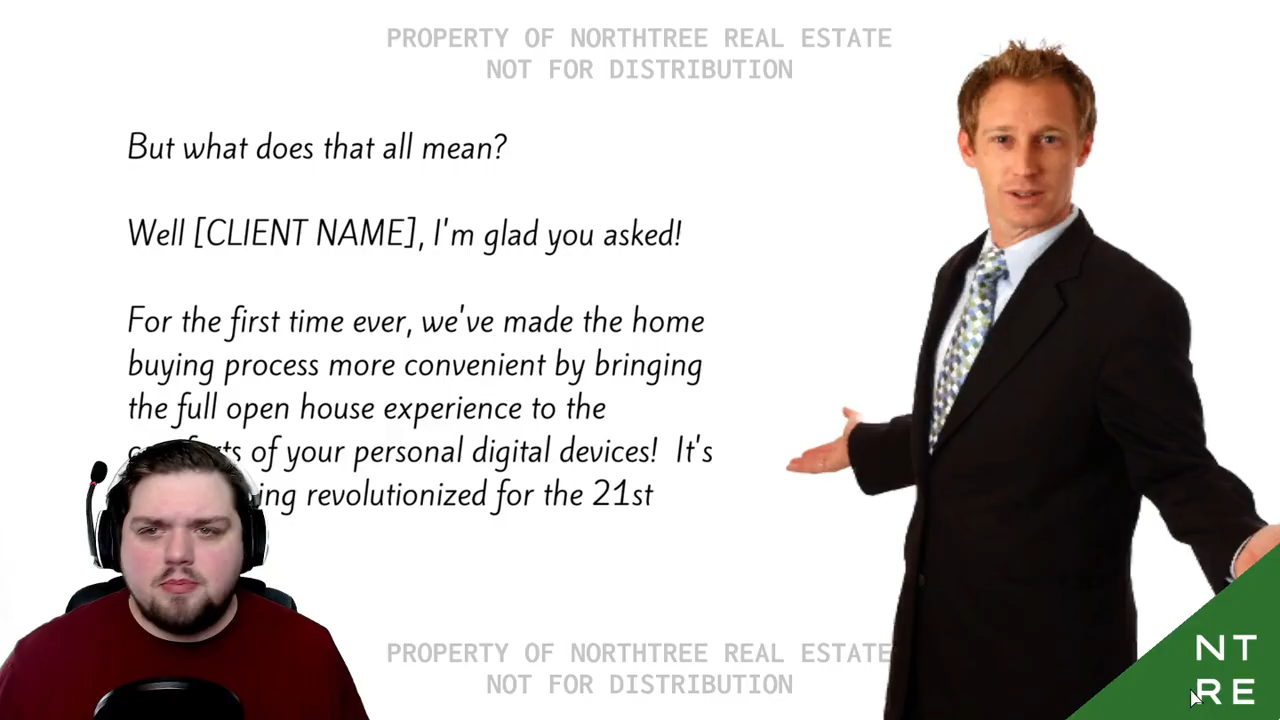 PROPERTY OF NORTHTREE REAL ESTATE
NOT FOR DISTRIBUTION
But what does that all mean?
Well [CLIENT NAME], I'm glad you asked!
For the first time ever, we've made the home
buying process more convenient by bringing
the full open house experience to the
of your personal digital devices! It's
revolutionized for the 21st
PROPERTY OF NORTHTREE REAL ESTATE
NOT FOR DISTRIBUTION
NT
RE